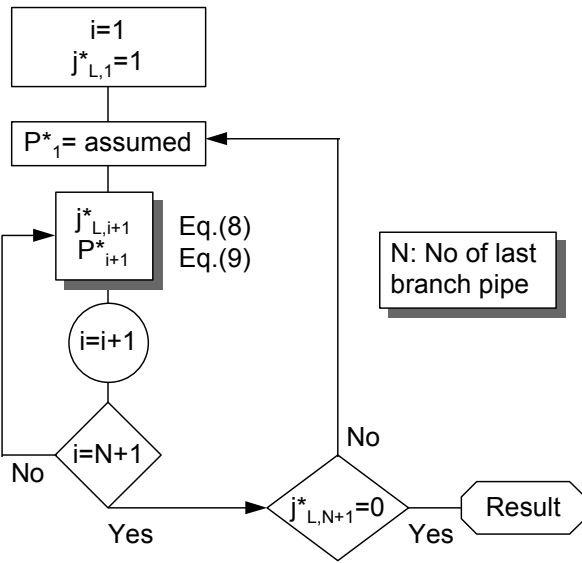 i=1
j*L,1=1
P*1= assumed
j*L,i+1
P*i+1
Eq.(8)
Eq.(9)
N: No of last
branch pipe
i=i+1
i=N+1
No
Yes
No
j*L,N+1=0
Yes
Result